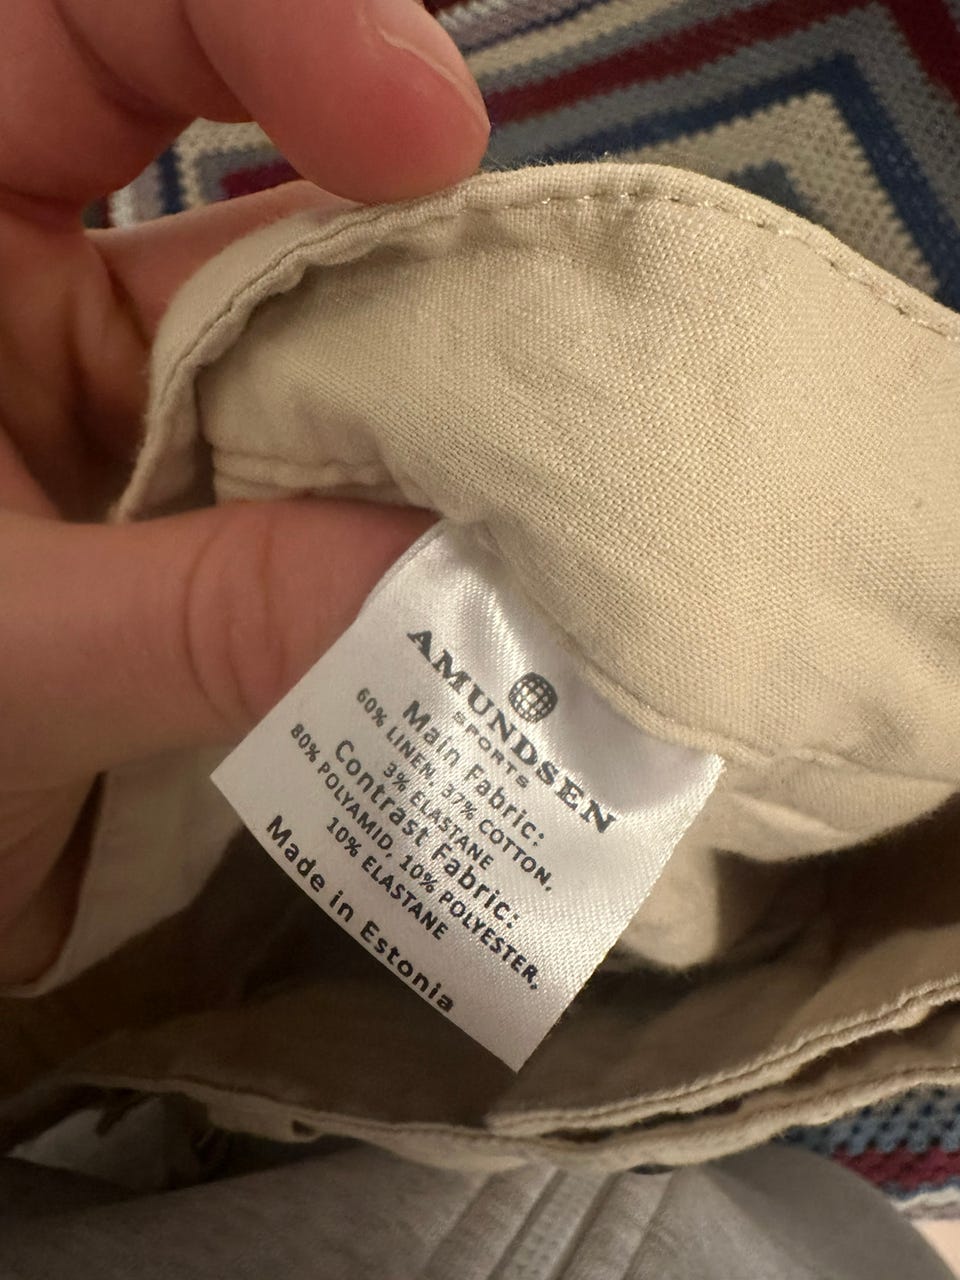 AMUNDSEN
SPORTS
Main Fabric:
60% LINEN, 37% COTTON,
3% ELASTANE
Contrast Fabric:
80% POLYAMID, 10% POLYESTER,
10% ELASTANE
Made in Estonia